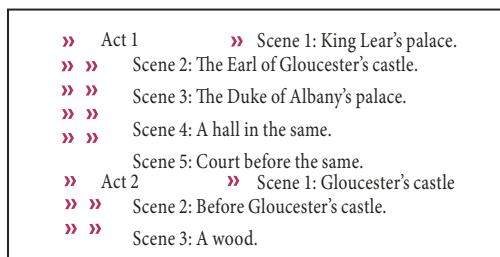 » Act 1 » Scene 1: King Lear's palace.
» » Scene 2: The Earl of Gloucester's castle.
» » Scene 3: The Duke of Albany's palace.
» »
» » Scene 4: A hall in the same.
Scene 5: Court before the same.
» Act 2 » Scene 1: Gloucester's castle
» » Scene 2: Before Gloucester's castle.
» » Scene 3: A wood.